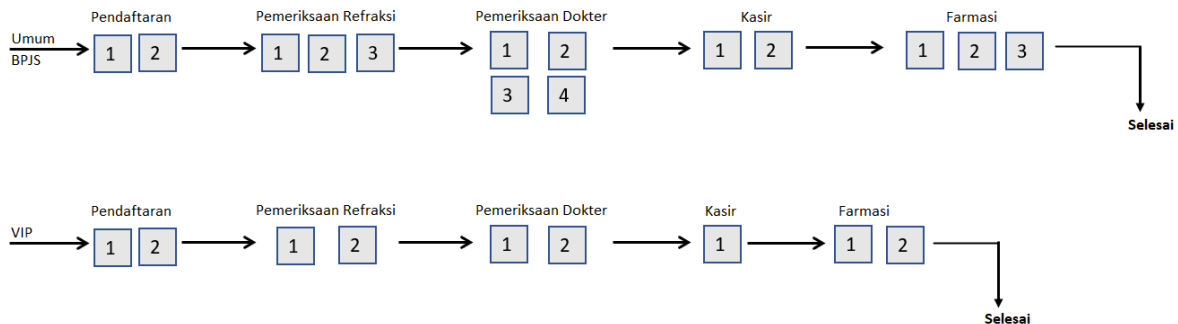 Pendaftaran Pemeriksaan Refraksi Pemeriksaan Dokter Kasir Farmasi
Umum
BPJS
1 2 1 2 3 1 2 1 2 1 2 3
3 4
Selesai
Pendaftaran Pemeriksaan Refraksi Pemeriksaan Dokter Kasir Farmasi
VIP
1 2 1 2 1 2 1 1 2
Selesai